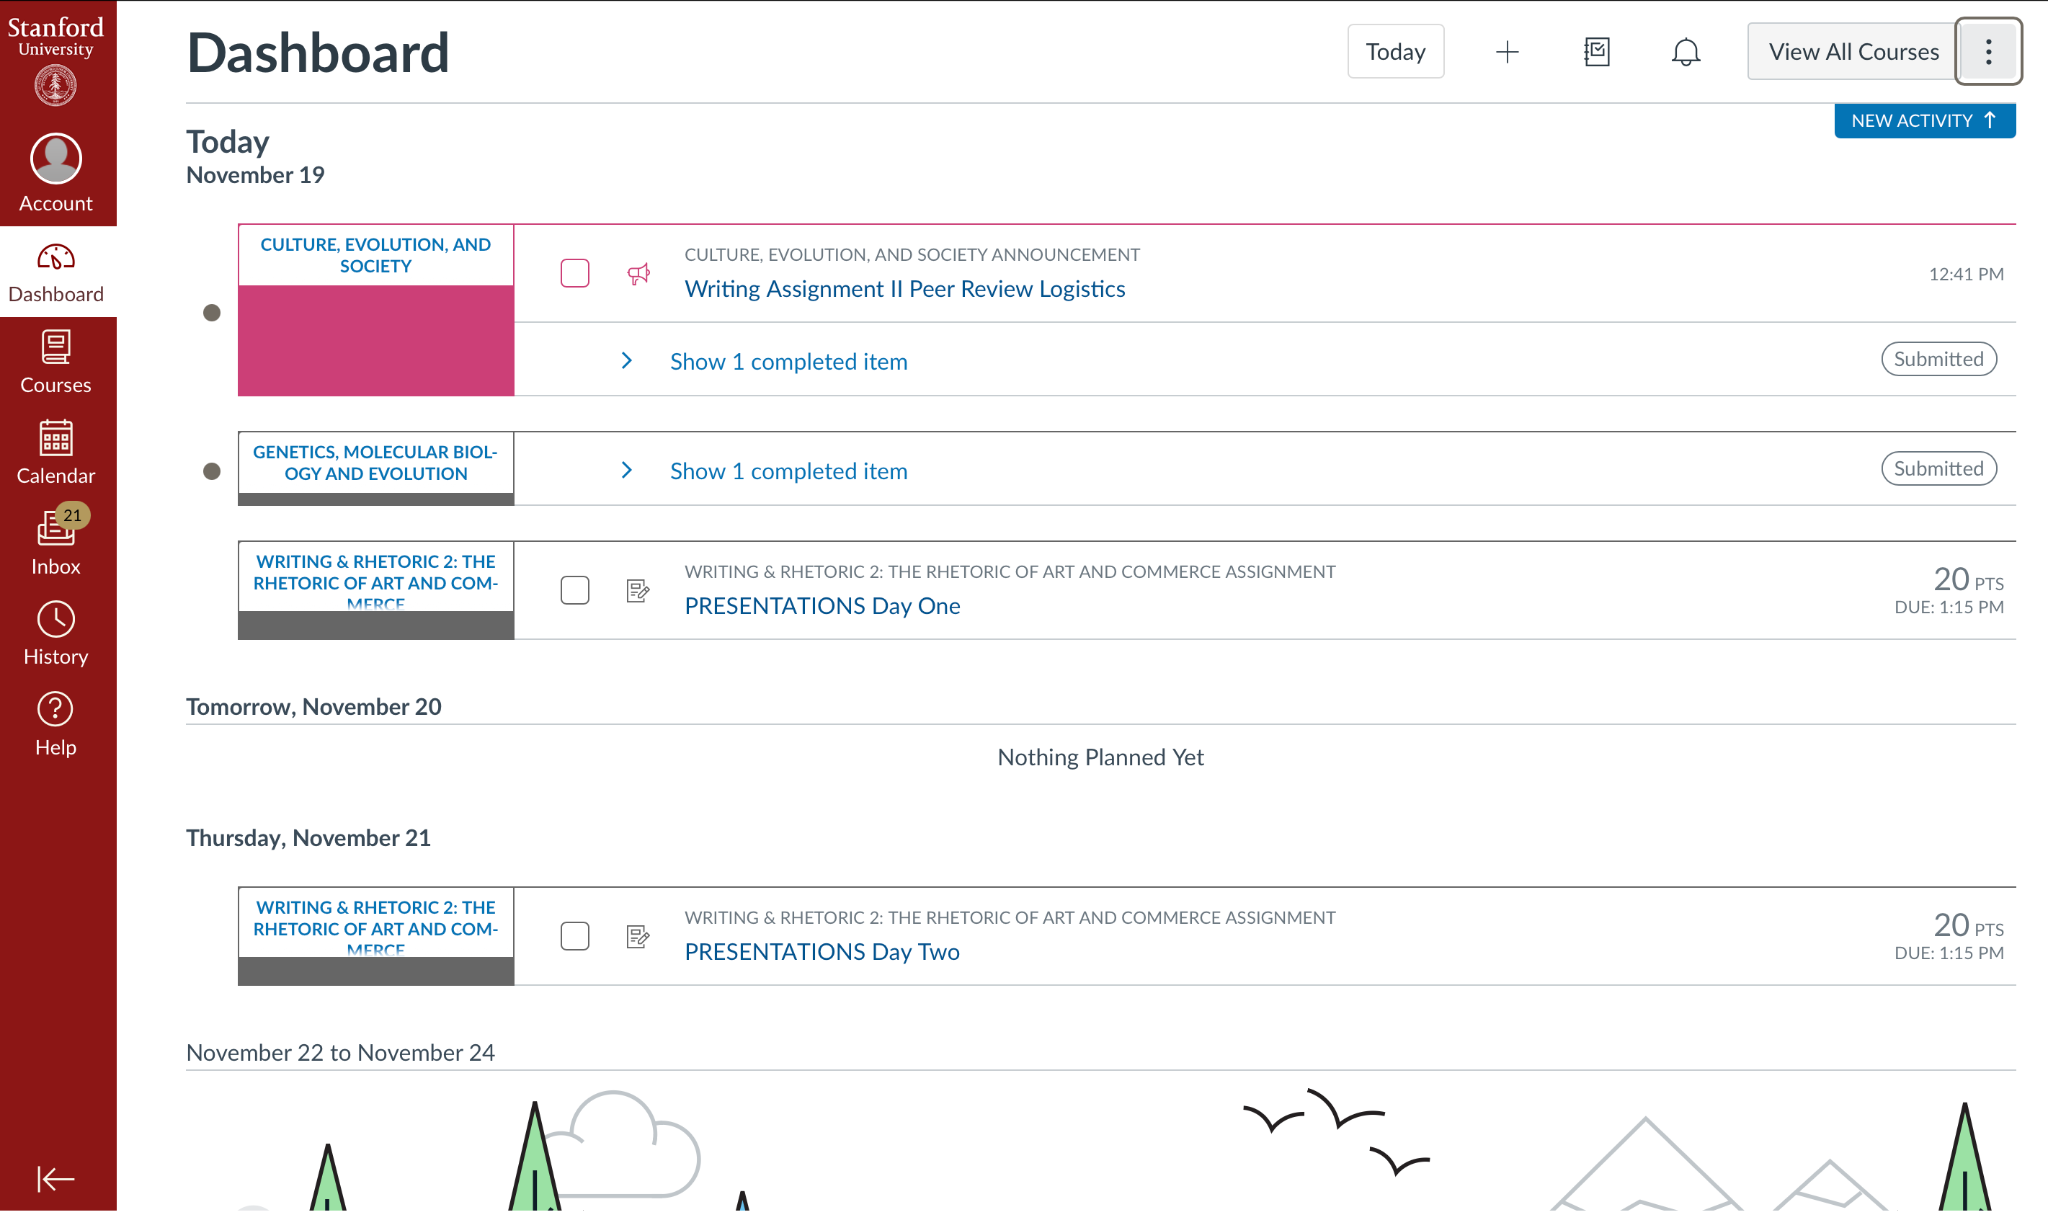 Stanford
University
Account
Dashboard
Courses
Calendar
21
Inbox
History
Help
Dashboard
Today
View All Courses
NEW ACTIVITY
Today
November 19
CULTURE, EVOLUTION, AND
SOCIETY
CULTURE, EVOLUTION, AND SOCIETY ANNOUNCEMENT
Writing Assignment II Peer Review Logistics
12:41 PM
Show 1 completed item
Submitted
GENETICS, MOLECULAR BIOL-
OGY AND EVOLUTION
Show 1 completed item
Submitted
WRITING & RHETORIC 2: THE
RHETORIC OF ART AND COM-
MERCE
WRITING & RHETORIC 2: THE RHETORIC OF ART AND COMMERCE ASSIGNMENT
PRESENTATIONS Day One
20 PTS
DUE: 1:15 PM
Tomorrow, November 20
Nothing Planned Yet
Thursday, November 21
WRITING & RHETORIC 2: THE
RHETORIC OF ART AND COM-
MERCE
WRITING & RHETORIC 2: THE RHETORIC OF ART AND COMMERCE ASSIGNMENT
PRESENTATIONS Day Two
20 PTS
DUE: 1:15 PM
November 22 to November 24